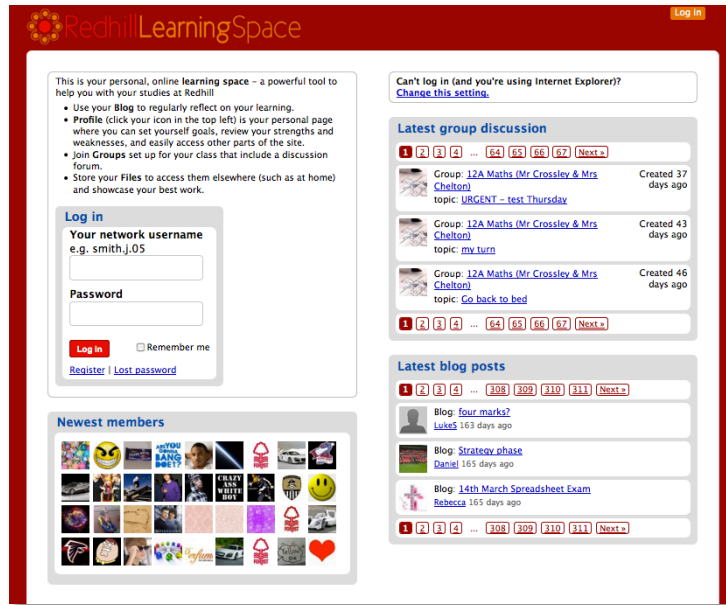 Log in
RedhillLearningSpace
This is your personal, online learning space – a powerful tool to
help you with your studies at Redhill
Use your Blog to regularly reflect on your learning.
Profile (click your icon in the top left) is your personal page
where you can set yourself goals, review your strengths and
weaknesses, and easily access other parts of the site.
Join Groups set up for your class that include a discussion
forum.
Store your Files to access them elsewhere (such as at home)
and showcase your best work.
Log in
Your network username
e.g. smith.j.05
Password
Log in
Remember me
Register | Lost password
Newest members
ARE YOU
GONNA
BANG
DOE?
CRAZY
ASS
WHITE
BOY
Can't log in (and you're using Internet Explorer)?
Change this setting.
Latest group discussion
1 2 3 4 ... 64 65 66 67 Next »
Group: 12A Maths (Mr Crossley & Mrs
Chelton)
topic: URGENT – test Thursday
Created 37
days ago
Group: 12A Maths (Mr Crossley & Mrs
Chelton)
topic: my turn
Created 43
days ago
Group: 12A Maths (Mr Crossley & Mrs
Chelton)
topic: Go back to bed
Created 46
days ago
1 2 3 4 ... 64 65 66 67 Next »
Latest blog posts
1 2 3 4 ... 308 309 310 311 Next »
Blog: four marks?
LukeS 163 days ago
Blog: Strategy phase
Daniel 165 days ago
Blog: 14th March Spreadsheet Exam
Rebecca 165 days ago
1 2 3 4 ... 308 309 310 311 Next »